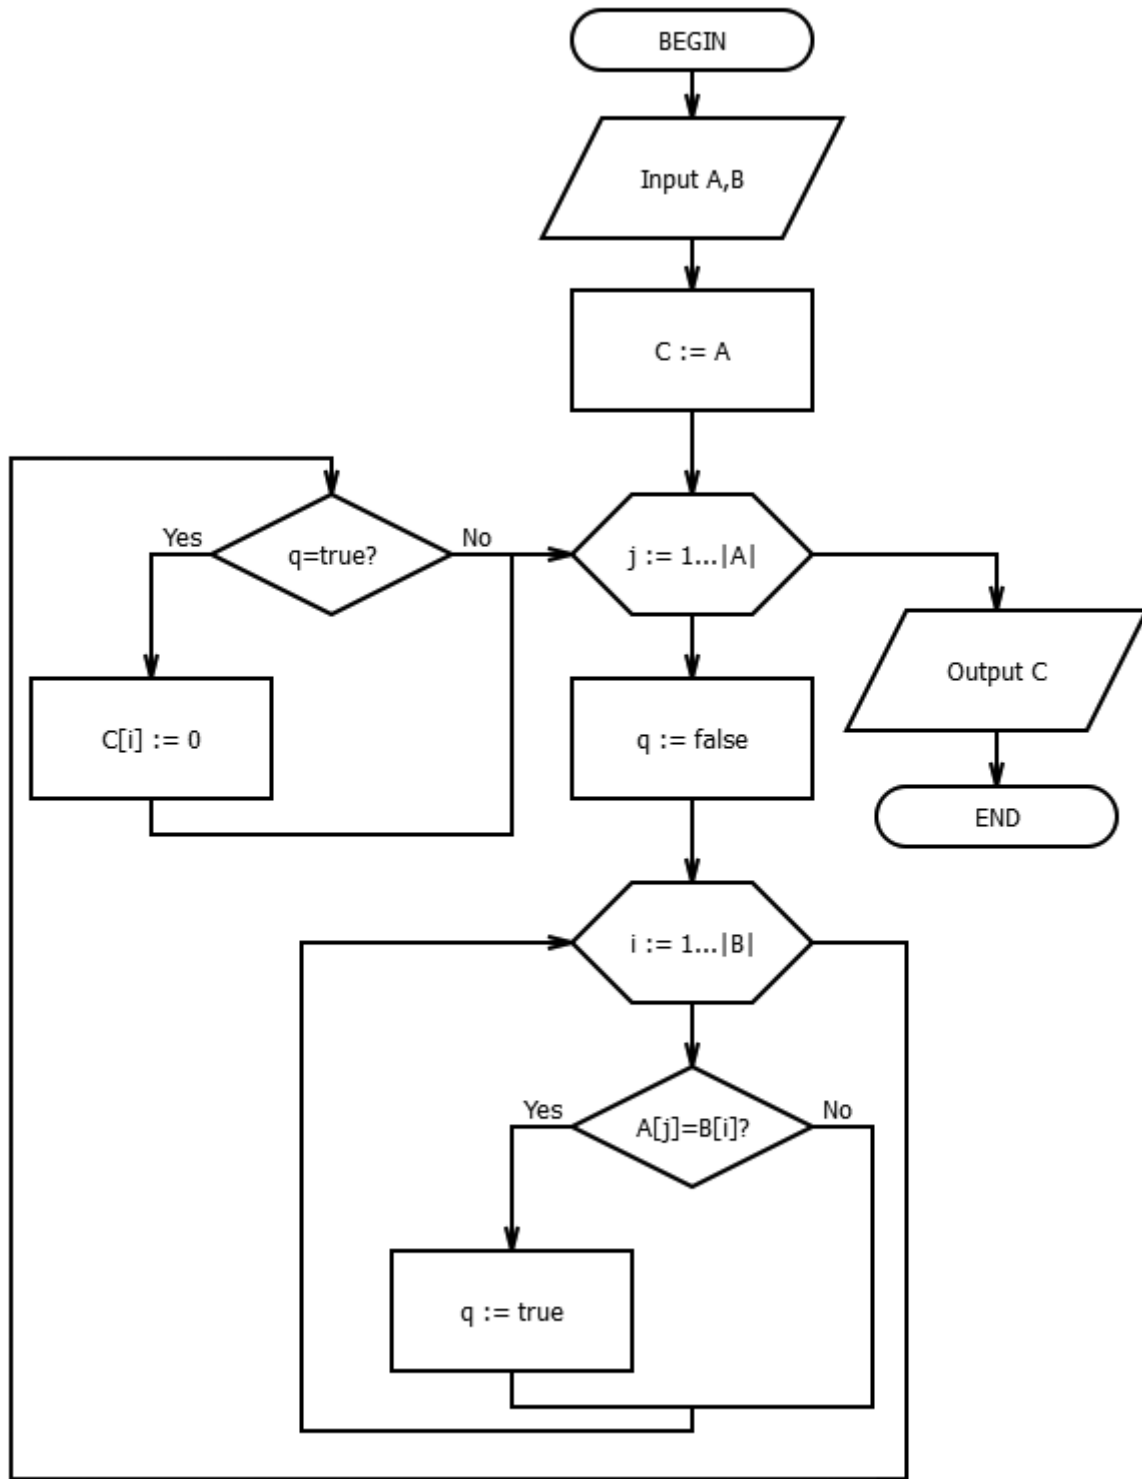 BEGIN
Input A,B
C := A
j := 1...|A|
q := false
i := 1...|B|
A[j]=B[i]?
Yes
No
q := true
q=true?
Yes
No
C[i] := 0
Output C
END